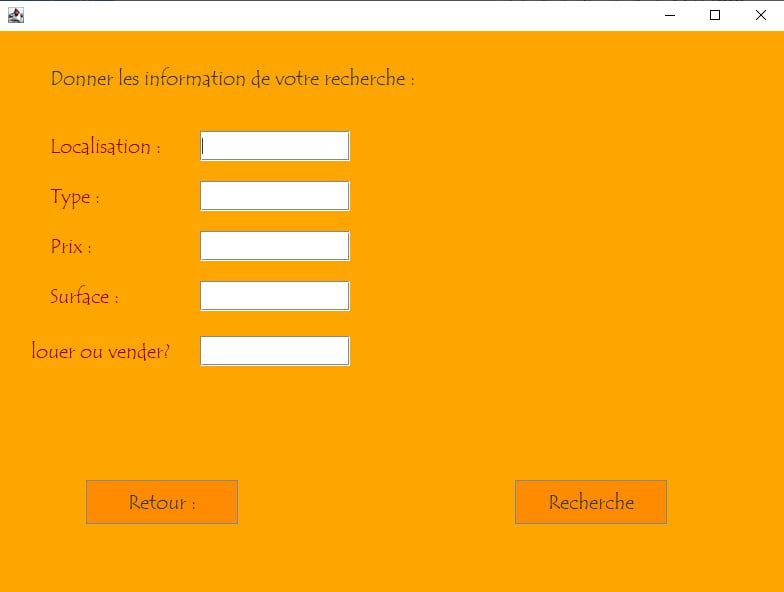 Donner les information de votre recherche :
Localisation :
Type :
Prix :
Surface :
louer ou vender?
Retour :
Recherche